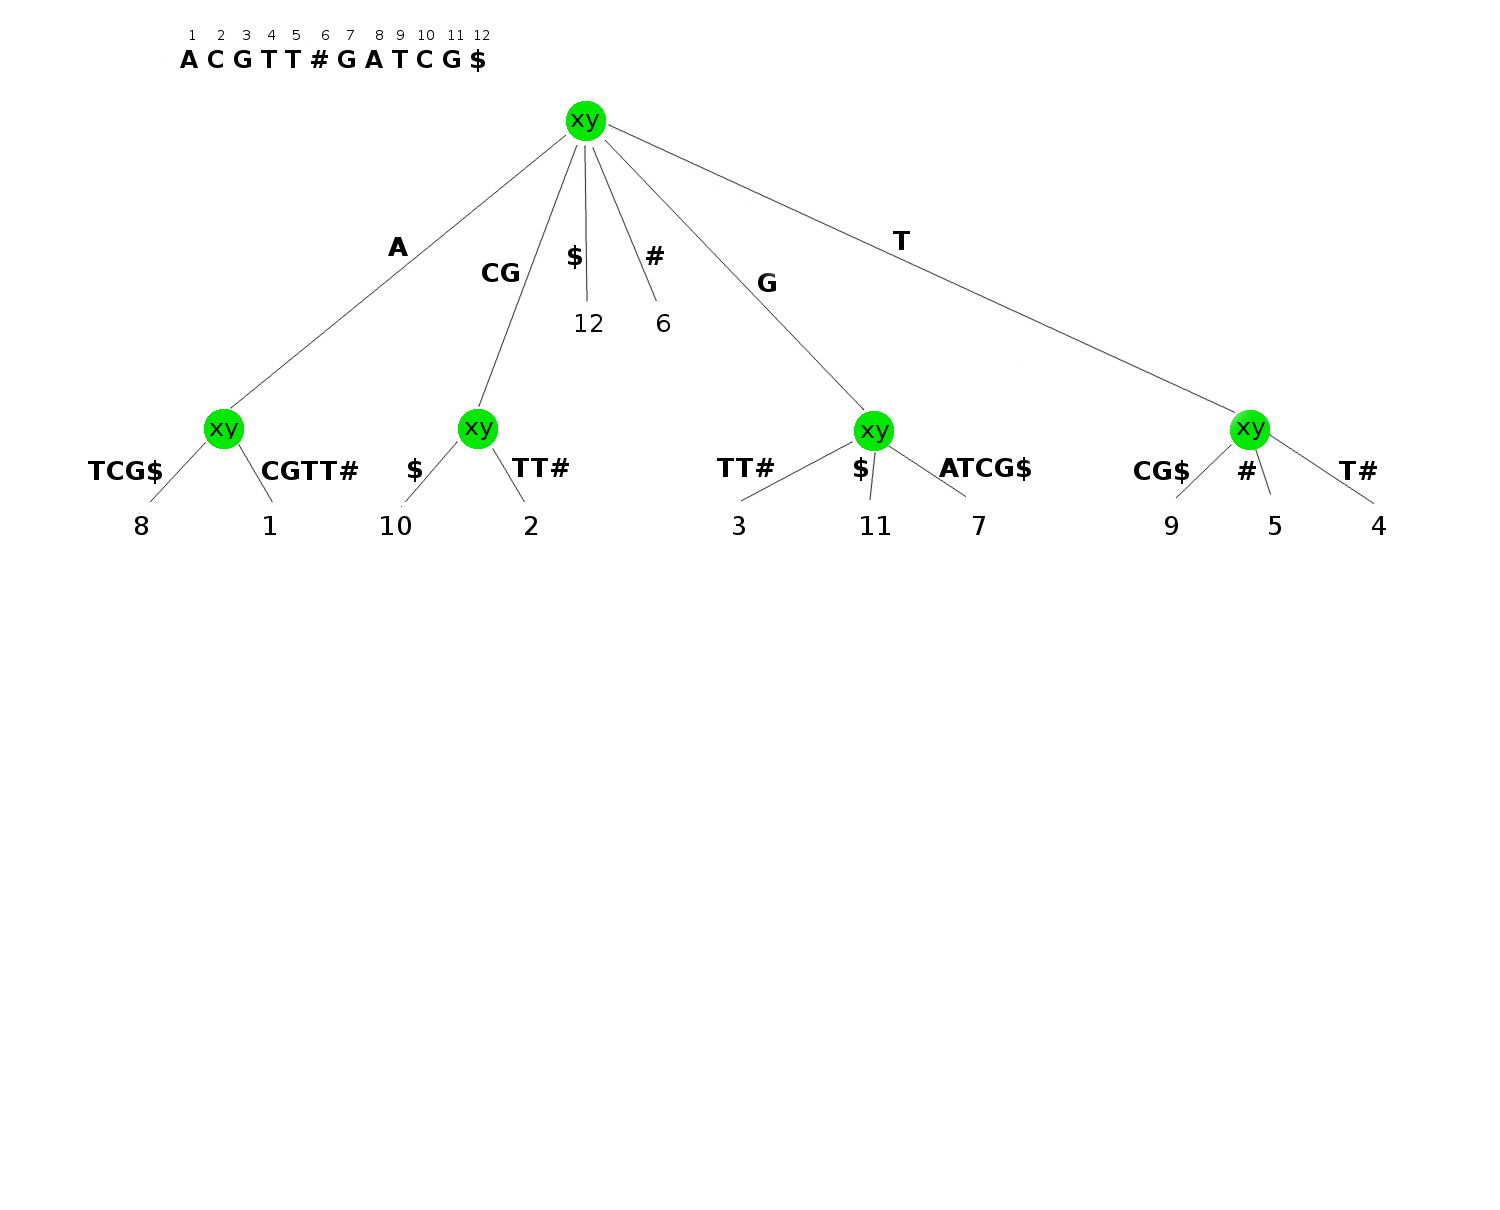 1 2 3 4 5 6 7 8 9 10 11 12
A C G T T # G A T C G $
xy
A CG $ # G T
12 6
xy xy xy xy
TCG$ CGTT# $ TT# TT# $ ATCG$ CG$ # T#
8 1 10 2 3 11 7 9 5 4